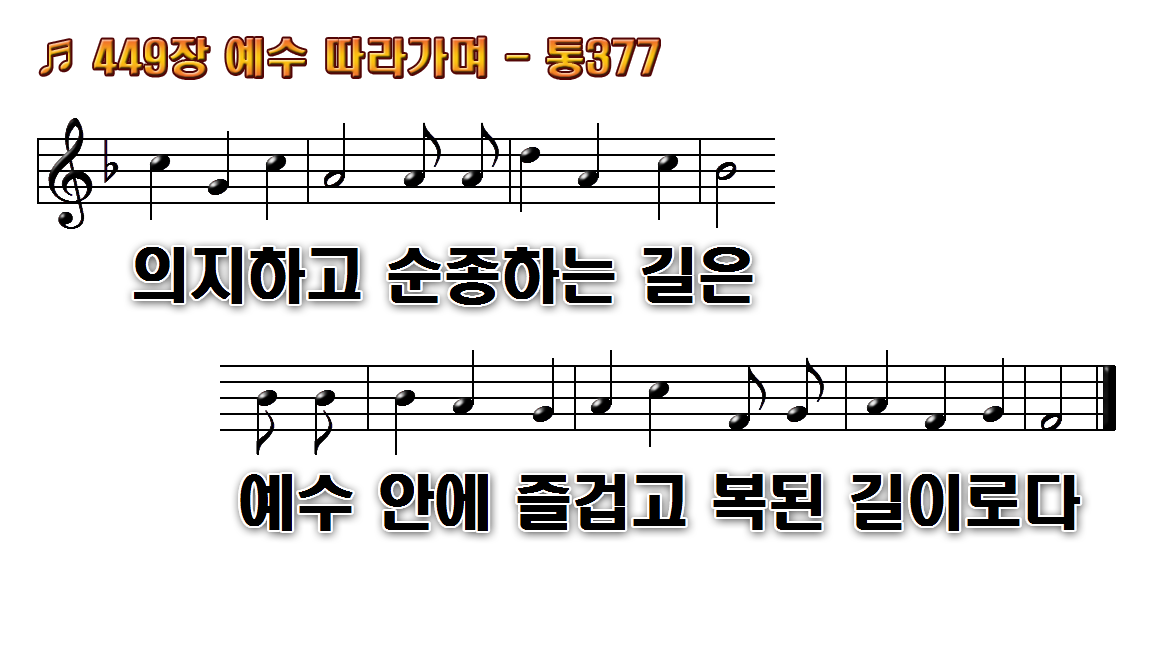 ♬ 449장 예수 따라가며 - 통377
의지하고 순종하는 길은
예수 안에 즐겁고 복된 길이로다